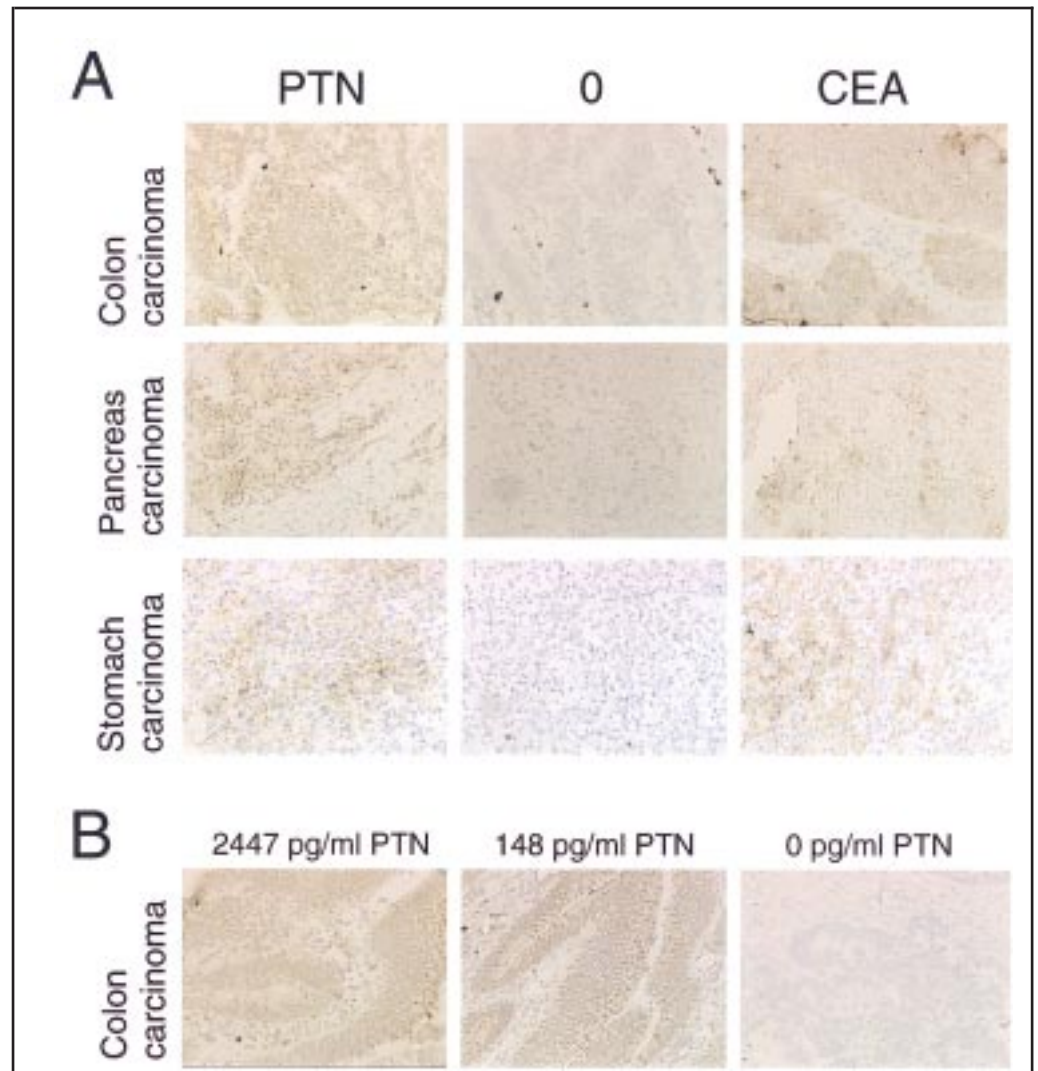 A
PTN 0 CEA
Colon
carcinoma
Pancreas
carcinoma
Stomach
carcinoma
B
2447 pg/ml PTN 148 pg/ml PTN 0 pg/ml PTN
Colon
carcinoma